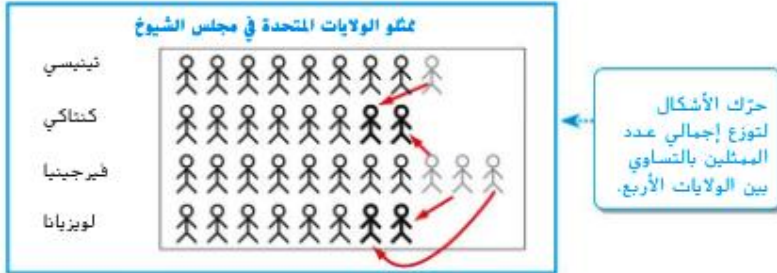 ممثلو الولايات المتحدة في مجلس الشيوخ
تينيسي
كنتاكي
فيرجينيا
لويزيانا
حرّك الأشكال
لتوزع إجمالي عدد
الممثلين بالتساوي
بين الولايات الأربع.